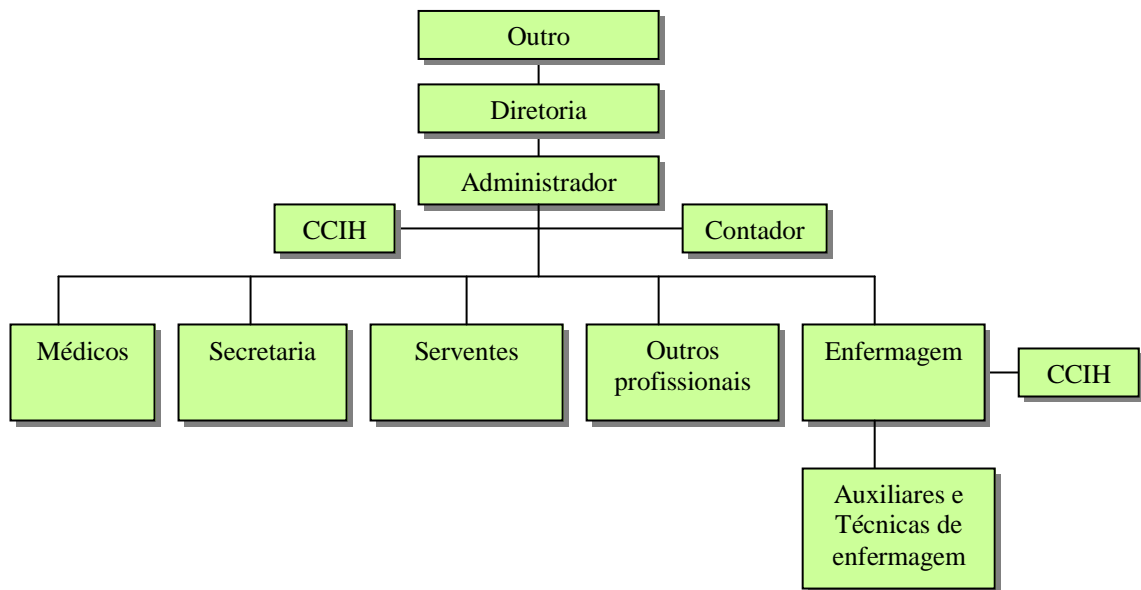 Outro
Diretoria
Administrador
CCIH
Contador
Médicos
Secretaria
Serventes
Outros
profissionais
Enfermagem
CCIH
Auxiliares e
Técnicas de
enfermagem